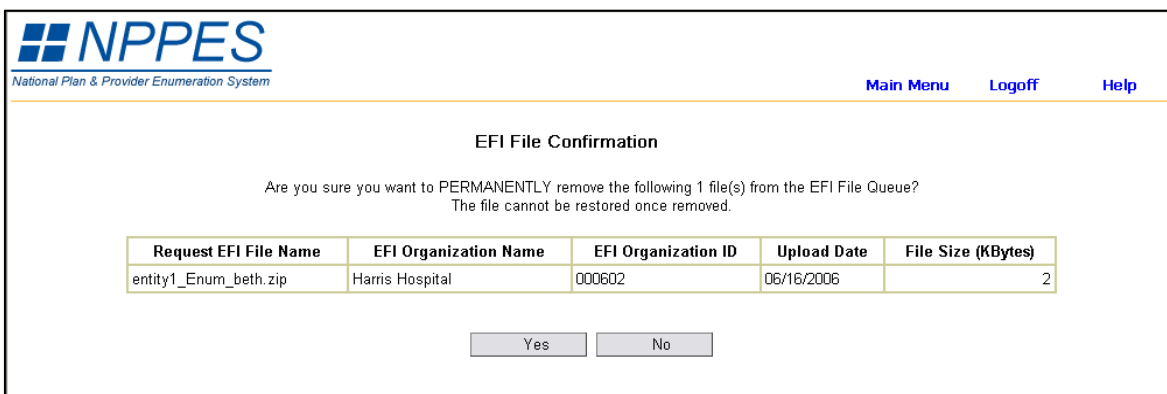 NPPES
National Plan & Provider Enumeration System
Main Menu Logoff Help
EFI File Confirmation
Are you sure you want to PERMANENTLY remove the following 1 file(s) from the EFI File Queue?
The file cannot be restored once removed.
Request EFI File Name EFI Organization Name EFI Organization ID Upload Date File Size (KBytes)
entity1_Enum_beth.zip Harris Hospital 000602 06/16/2006 2
Yes No